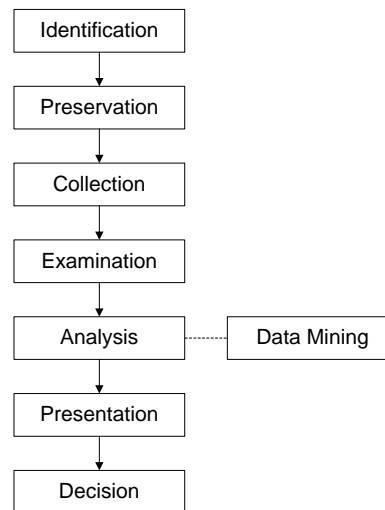 Identification
Preservation
Collection
Examination
Analysis
Data Mining
Presentation
Decision